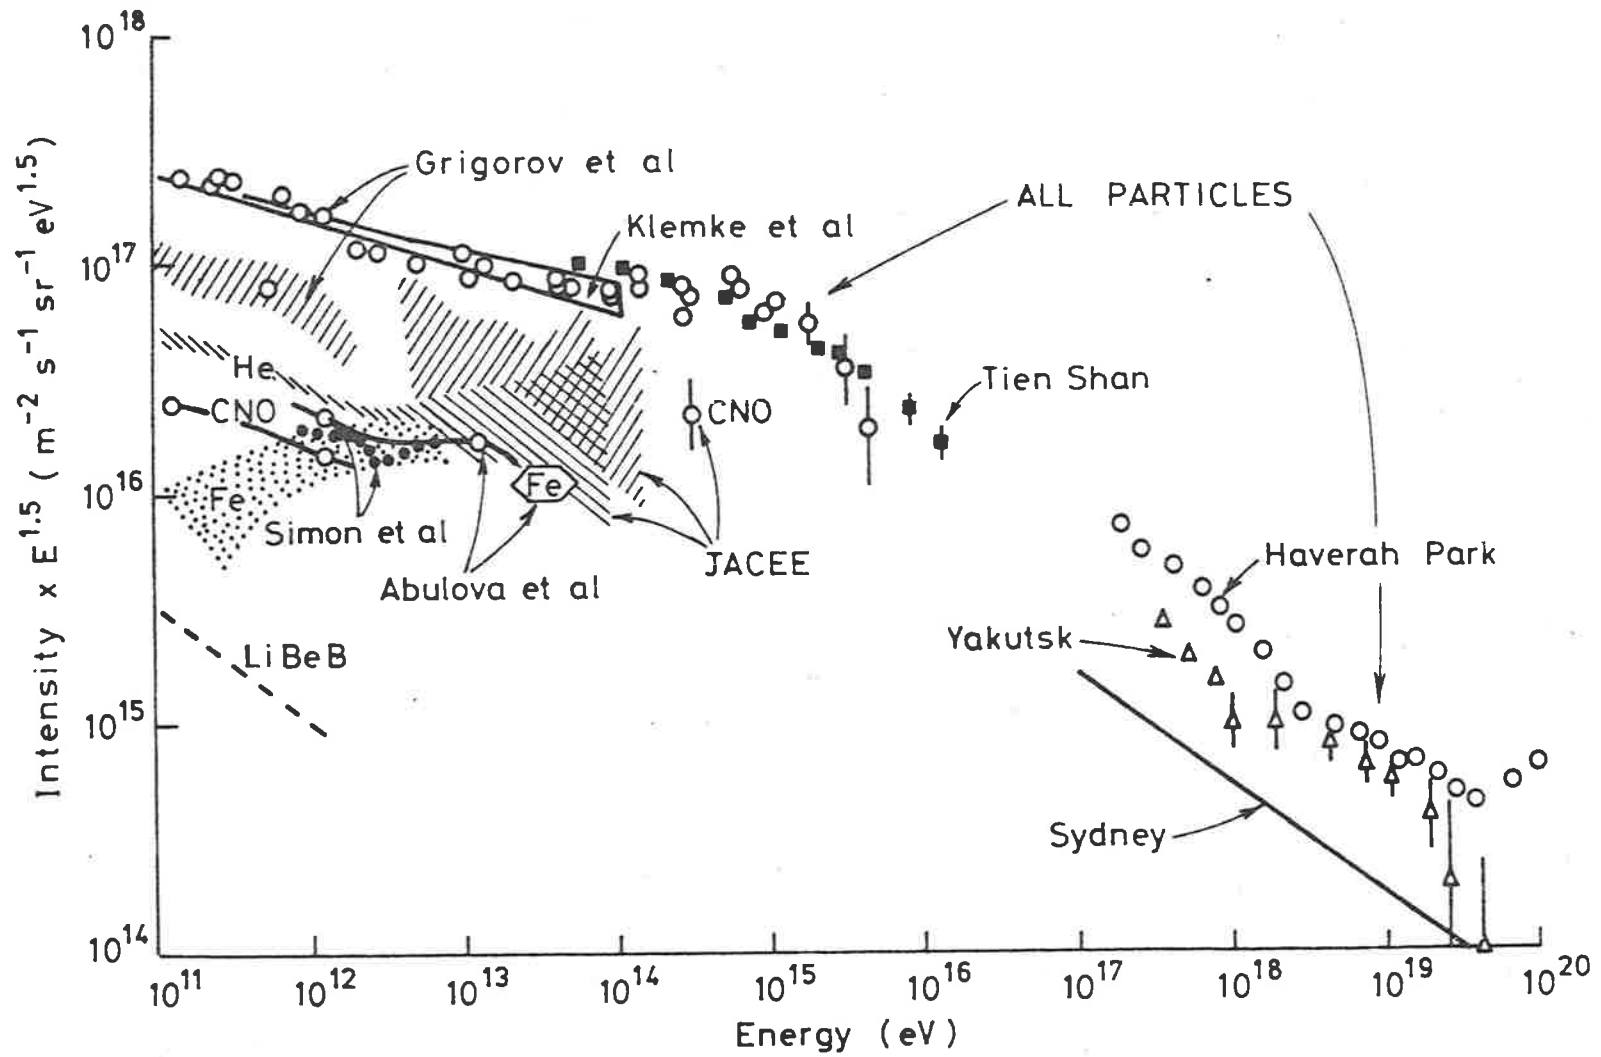 10^18
10^17
10^16
10^15
10^14
Intensity x E^1.5 (m^-2 s^-1 sr^-1 eV^1.5)
Grigorov et al
Klemke et al
ALL PARTICLES
He
CNO
CNO
Tien Shan
Fe
Fe
Simon et al
Abulova et al
JACEE
Haverah Park
Yakutsk
LiBeB
Sydney
10^11 10^12 10^13 10^14 10^15 10^16 10^17 10^18 10^19 10^20
Energy (eV)